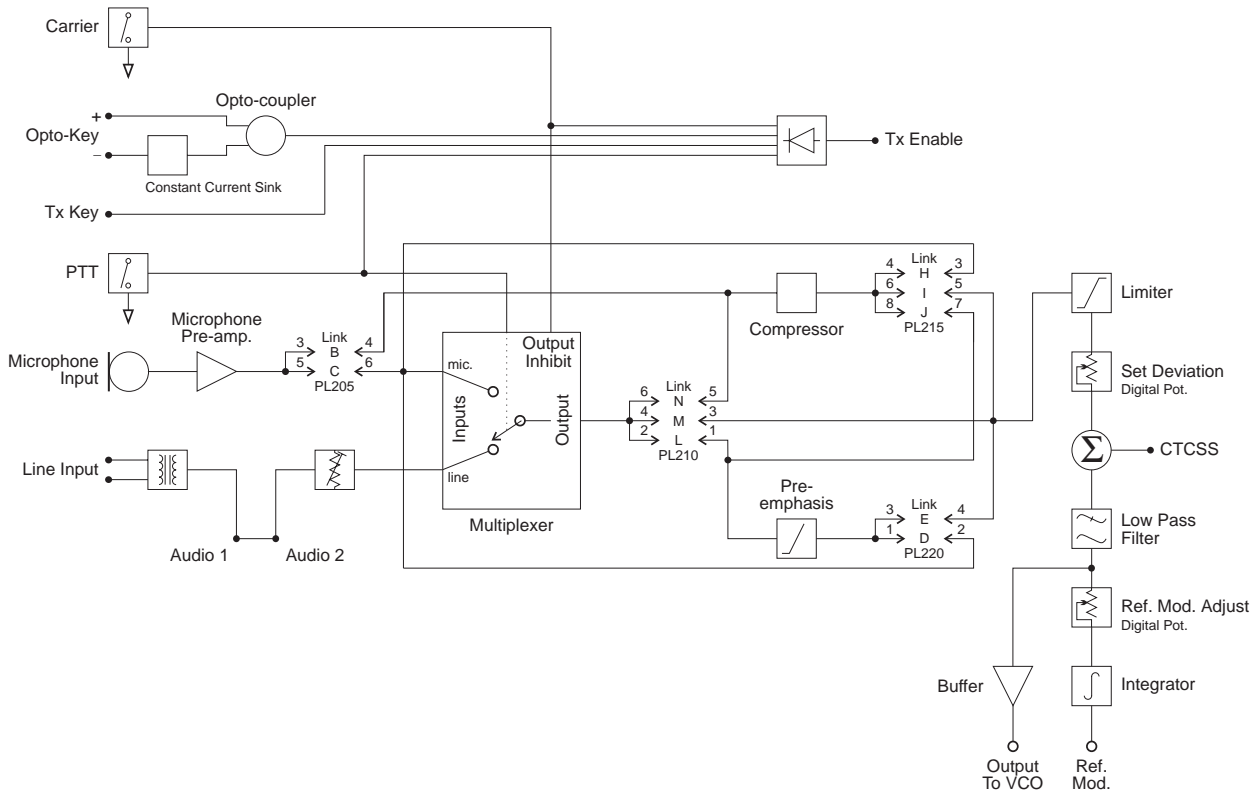 Carrier
Opto-coupler
+
Opto-Key
–
Constant Current Sink
Tx Enable
Tx Key
PTT
Microphone
Pre-amp.
Microphone
Input
3
5
Link
B
C
PL205
4
6
mic.
Output
Inhibit
Inputs
Output
line
Multiplexer
Line Input
Audio 1
Audio 2
6
4
2
Link
N
M
L
PL210
5
3
1
Compressor
4
6
8
Link
H
I
J
PL215
3
5
7
Pre-
emphasis
3
1
Link
E
D
PL220
4
2
Limiter
Set Deviation
Digital Pot.
Σ
CTCSS
Low Pass
Filter
Ref. Mod. Adjust
Digital Pot.
Buffer
Integrator
Output
To VCO
Ref.
Mod.